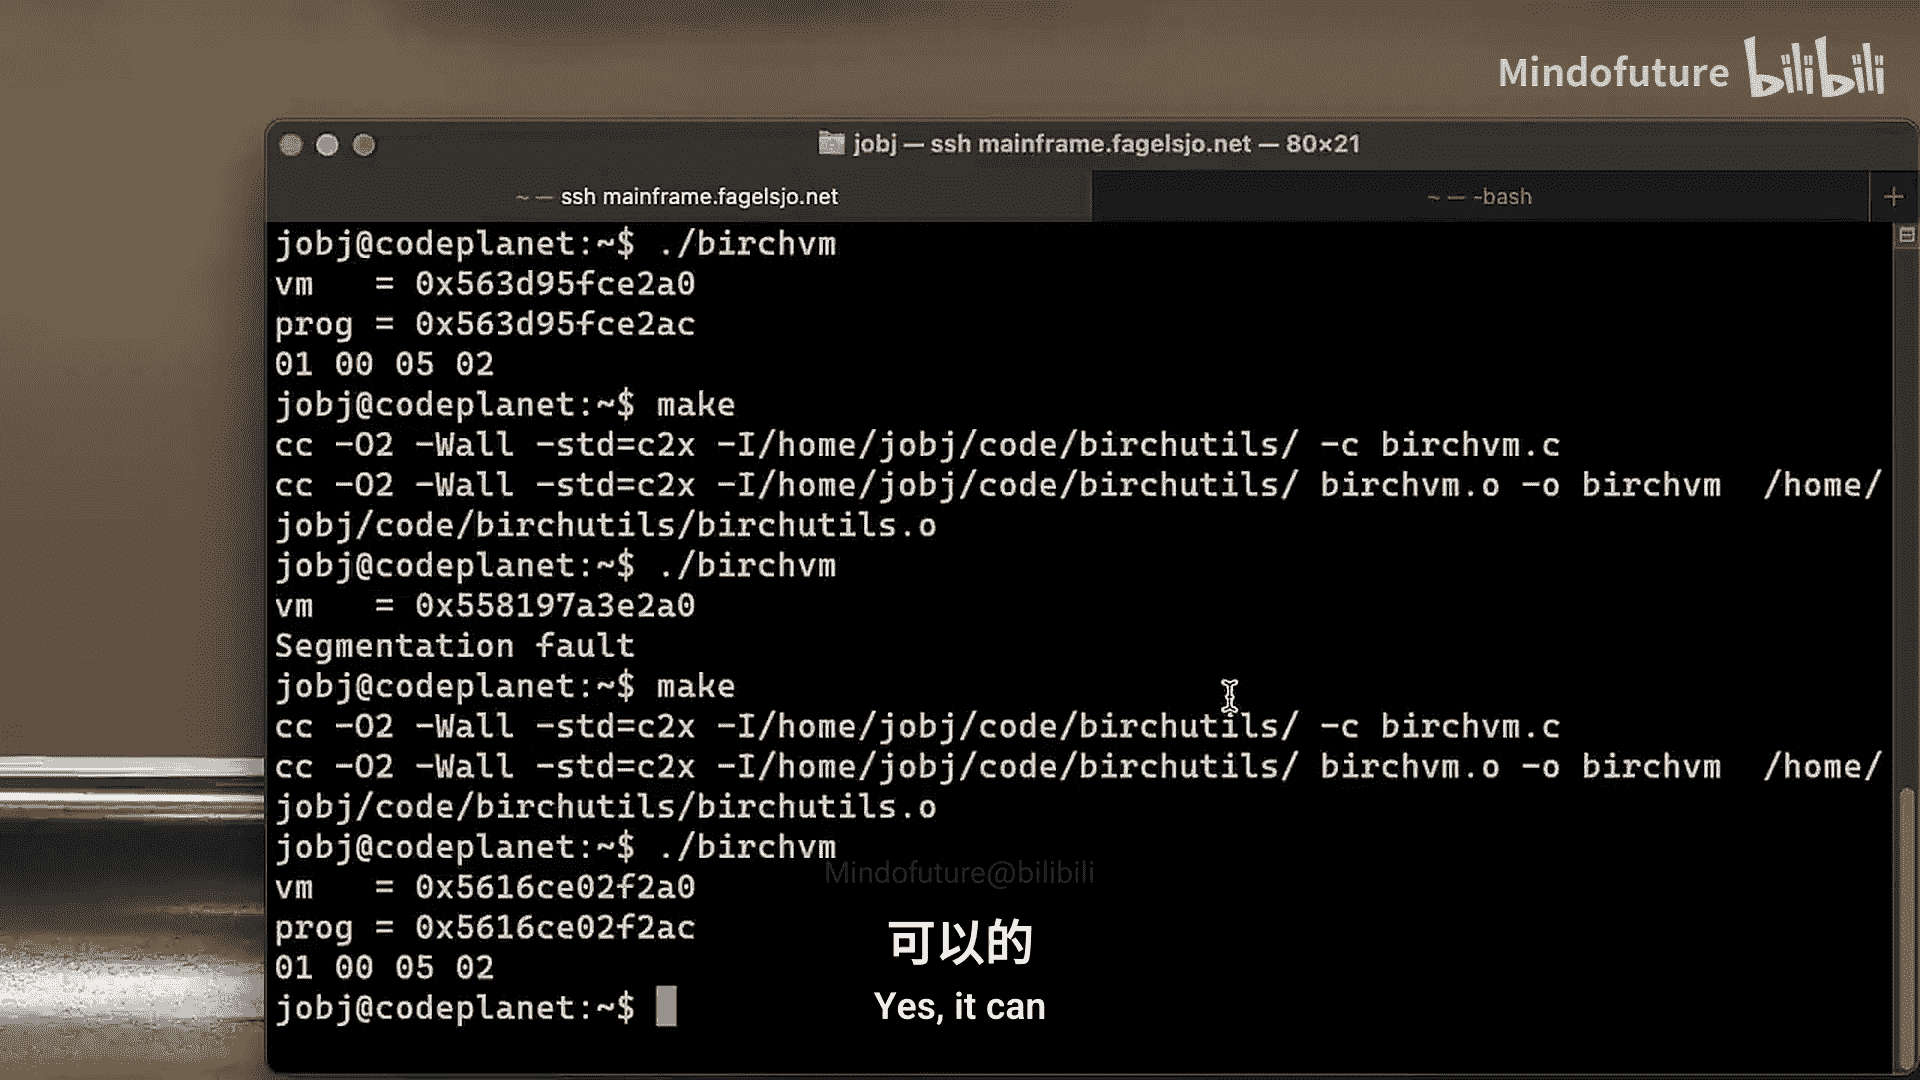 Mindofuture bilibili
jobj — ssh mainframe.fagelsjo.net — 80×21
~ — ssh mainframe.fagelsjo.net ~ — -bash +
jobj@codeplanet:~$ ./birchvm
vm   = 0x563d95fce2a0
prog = 0x563d95fce2ac
01 00 05 02
jobj@codeplanet:~$ make
cc -O2 -Wall -std=c2x -I/home/jobj/code/birchutils/ -c birchvm.c
cc -O2 -Wall -std=c2x -I/home/jobj/code/birchutils/ birchvm.o -o birchvm  /home/
jobj/code/birchutils/birchutils.o
jobj@codeplanet:~$ ./birchvm
vm   = 0x558197a3e2a0
Segmentation fault
jobj@codeplanet:~$ make
cc -O2 -Wall -std=c2x -I/home/jobj/code/birchutils/ -c birchvm.c
cc -O2 -Wall -std=c2x -I/home/jobj/code/birchutils/ birchvm.o -o birchvm  /home/
jobj/code/birchutils/birchutils.o
jobj@codeplanet:~$ ./birchvm
Mindofuture@bilibili
vm   = 0x5616ce02f2a0
prog = 0x5616ce02f2ac
可以的
01 00 05 02
jobj@codeplanet:~$
Yes, it can